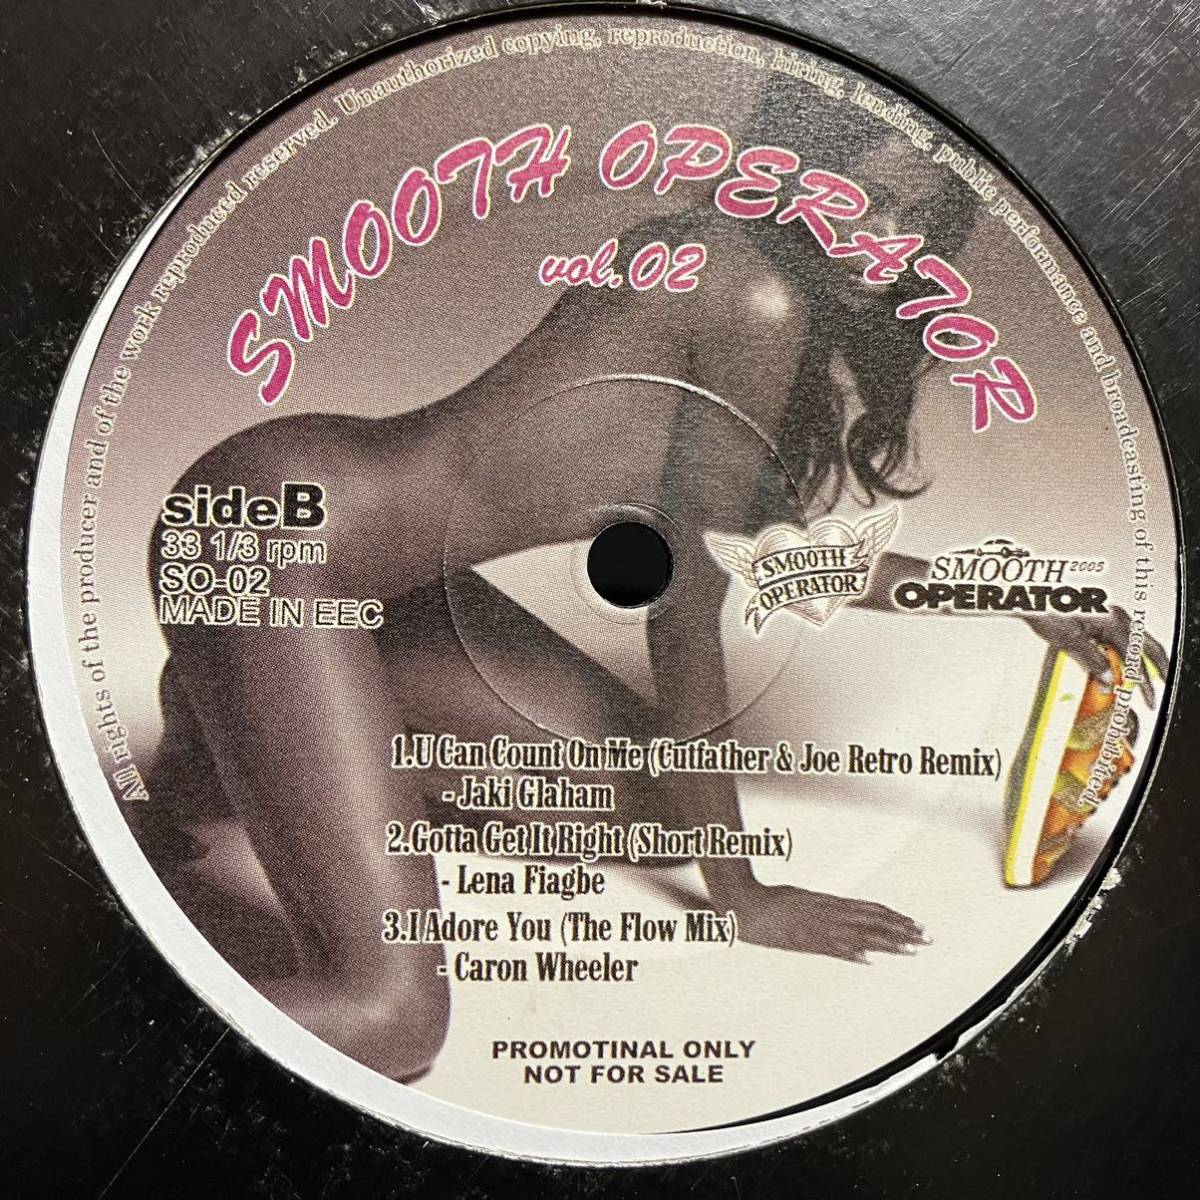 All rights of the producer and of the work reproduced reserved. Unauthorized copying, reproduction, hiring, lending, public performance and broadcasting of this record prohibited.
SMOOTH OPERATOR
vol.02
sideB
33 1/3 rpm
SO-02
MADE IN EEC
SMOOTH
OPERATOR
SMOOTH 2005
OPERATOR
1.U Can Count On Me (Cutfather & Joe Retro Remix)
- Jaki Glaham
2.Gotta Get It Right (Short Remix)
- Lena Fiagbe
3.I Adore You (The Flow Mix)
- Caron Wheeler
PROMOTINAL ONLY
NOT FOR SALE